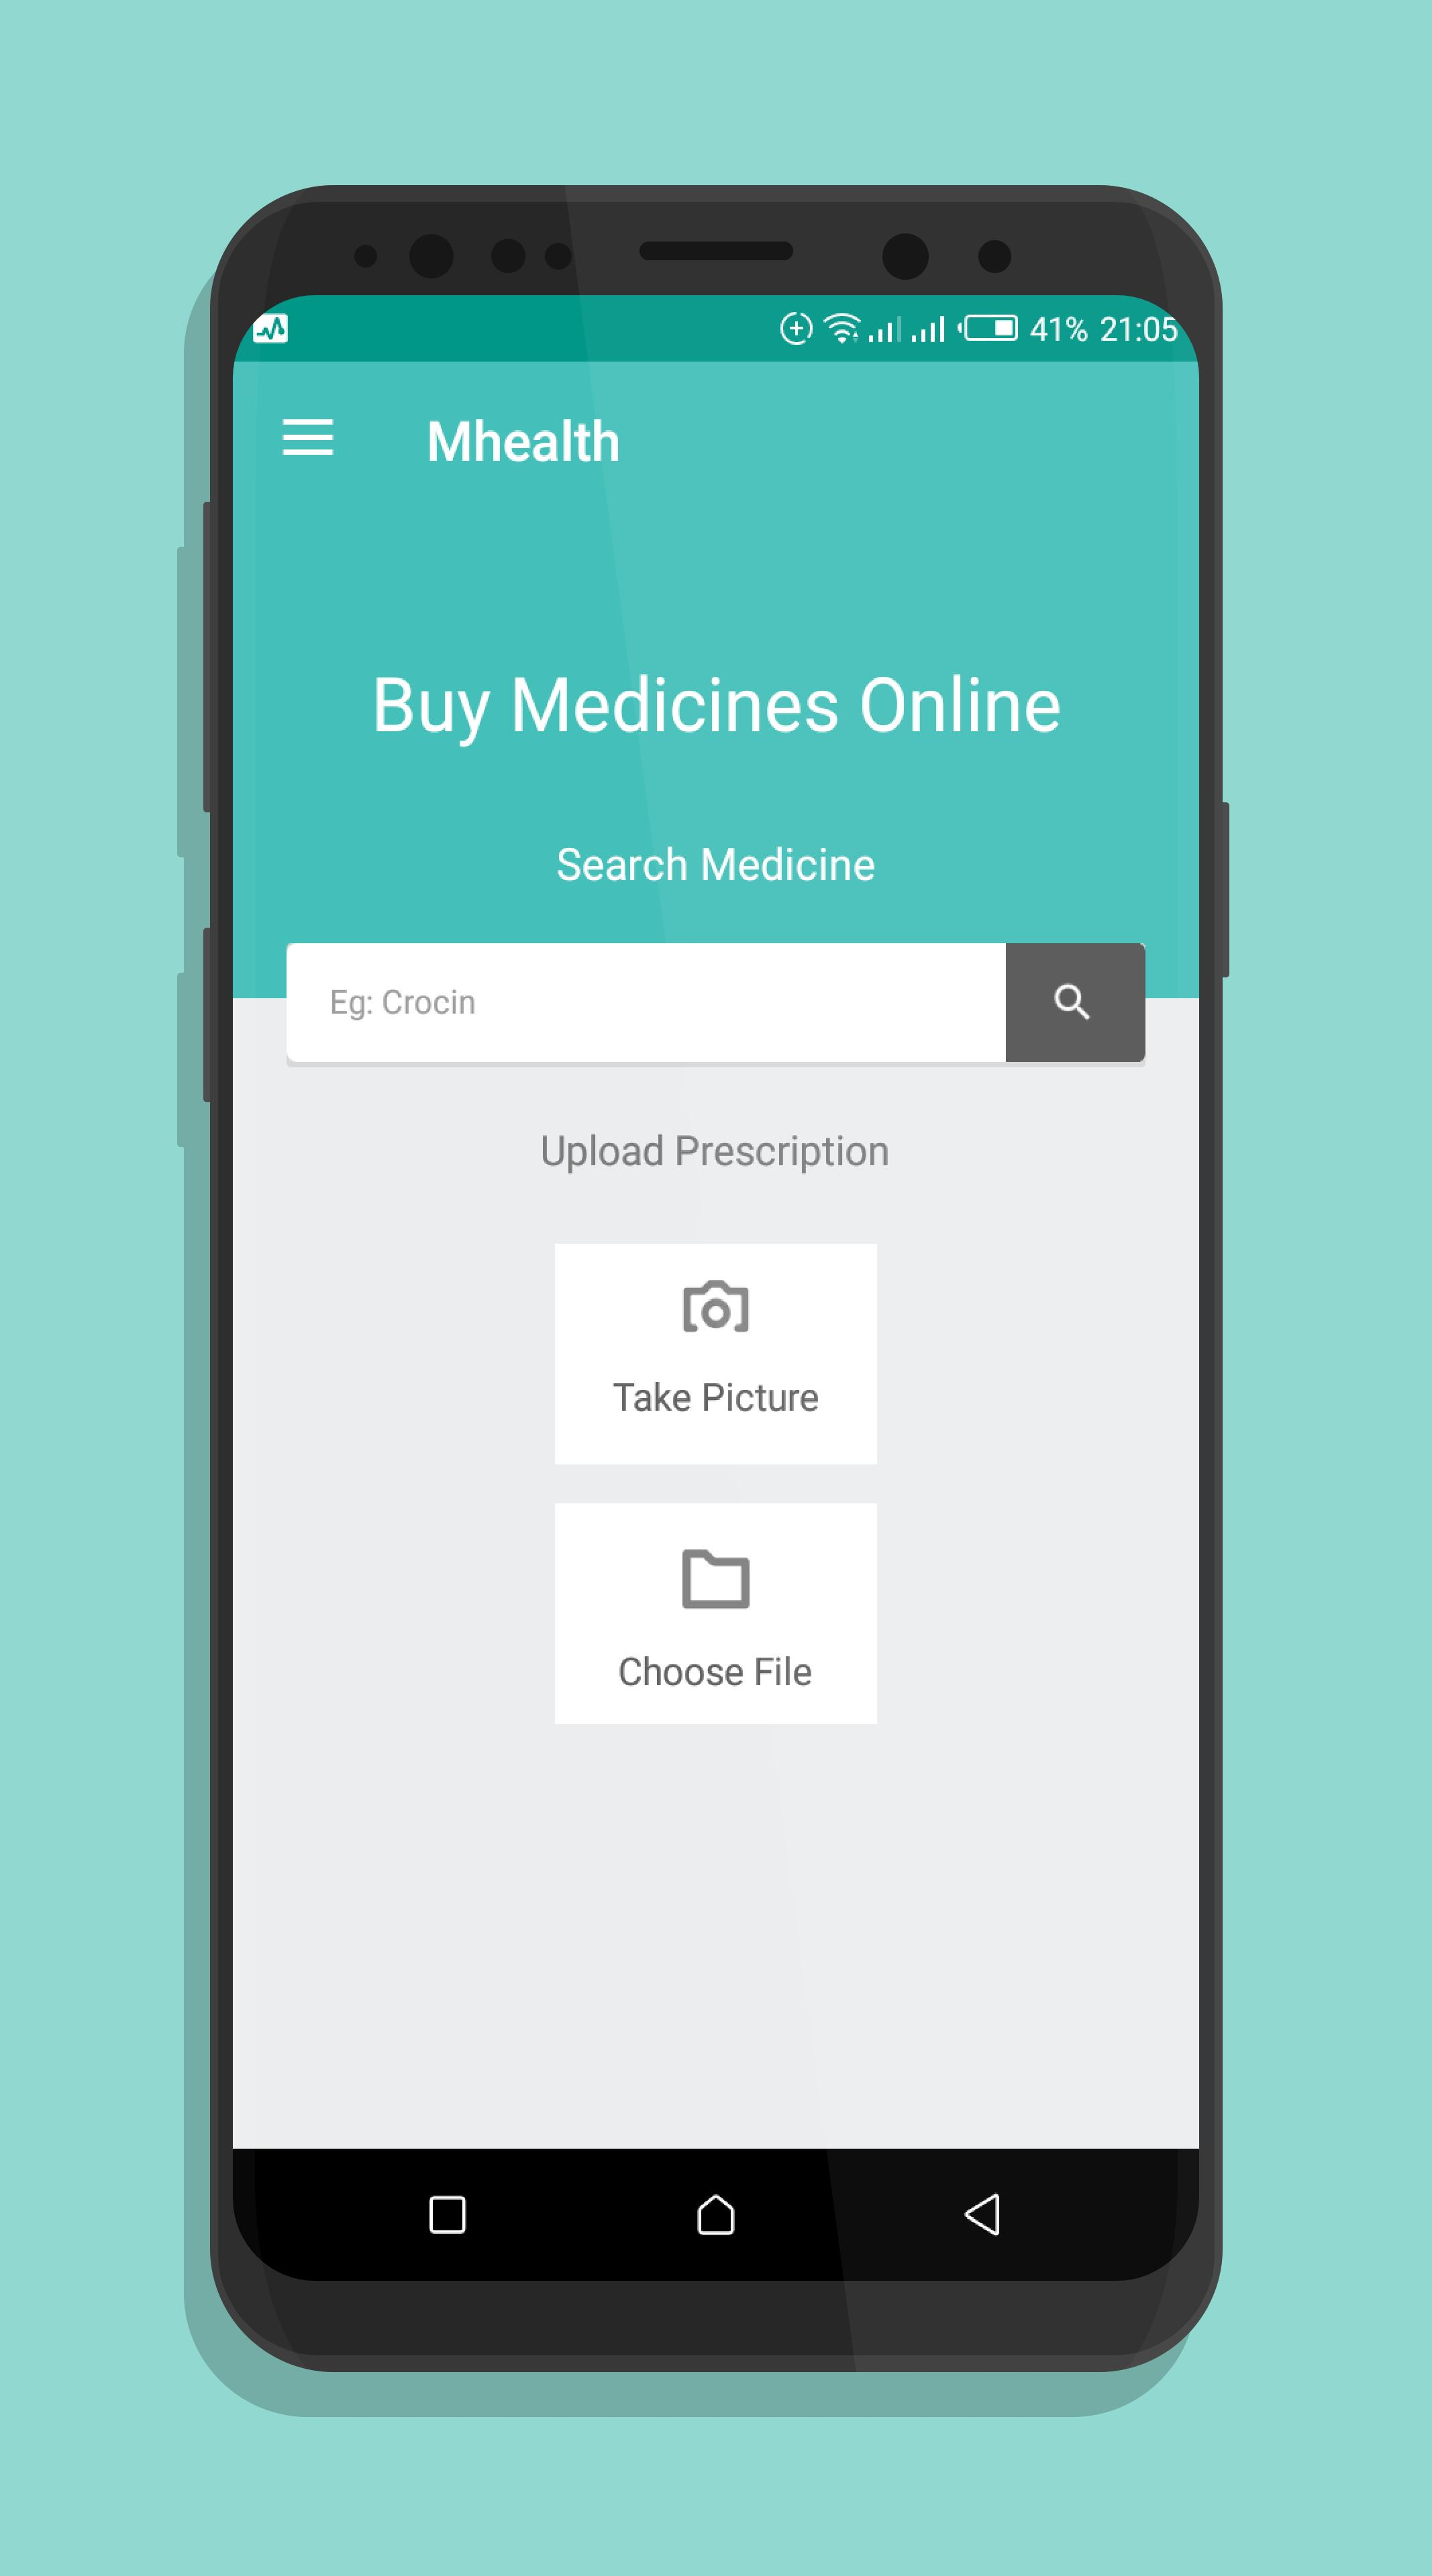 41% 21:05
Mhealth
Buy Medicines Online
Search Medicine
Eg: Crocin
Upload Prescription
Take Picture
Choose File